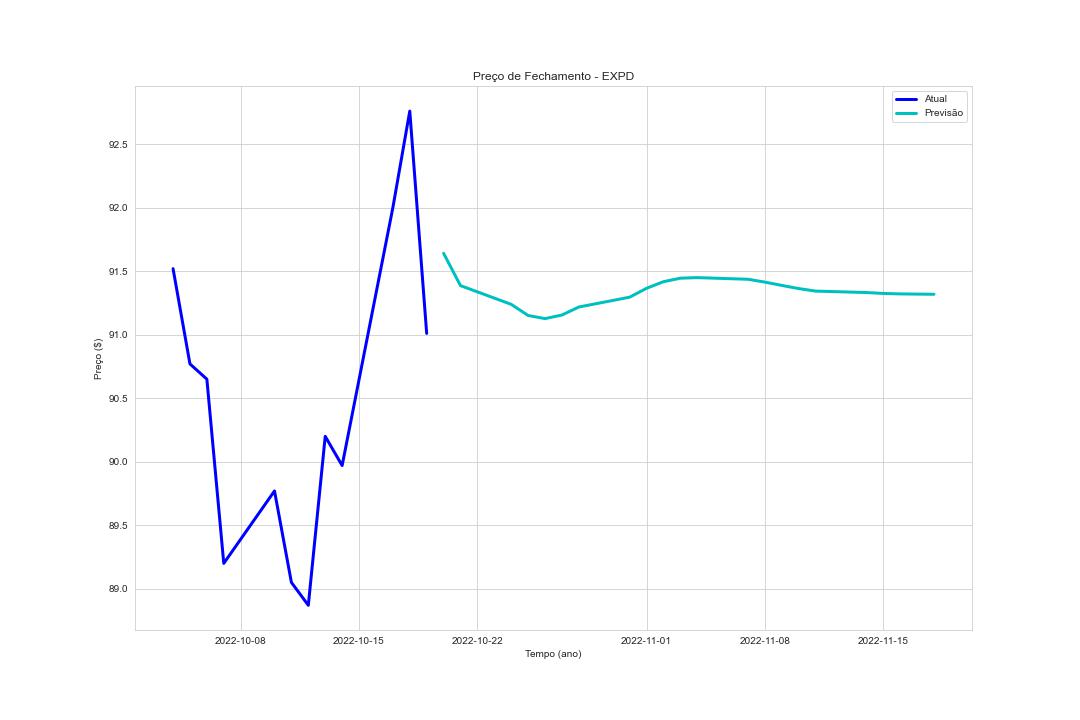 Preço de Fechamento - EXPD
Atual
Previsão
92.5
92.0
91.5
91.0
90.5
90.0
89.5
89.0
Preço ($)
2022-10-08
2022-10-15
2022-10-22
2022-11-01
2022-11-08
2022-11-15
Tempo (ano)